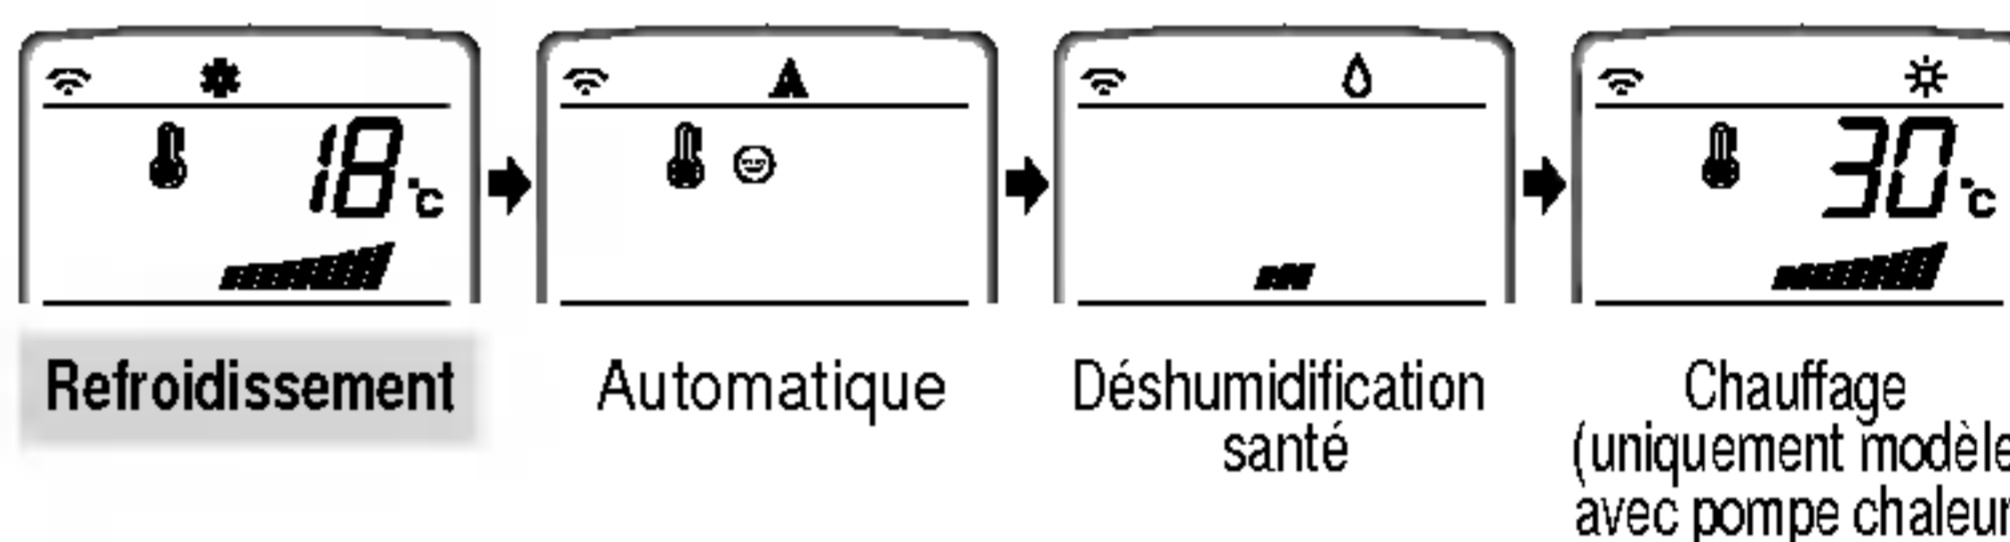 18°C
30°C
Refroidissement
Automatique
Déshumidification
santé
Chauffage
(uniquement modèle
avec pompe chaleur